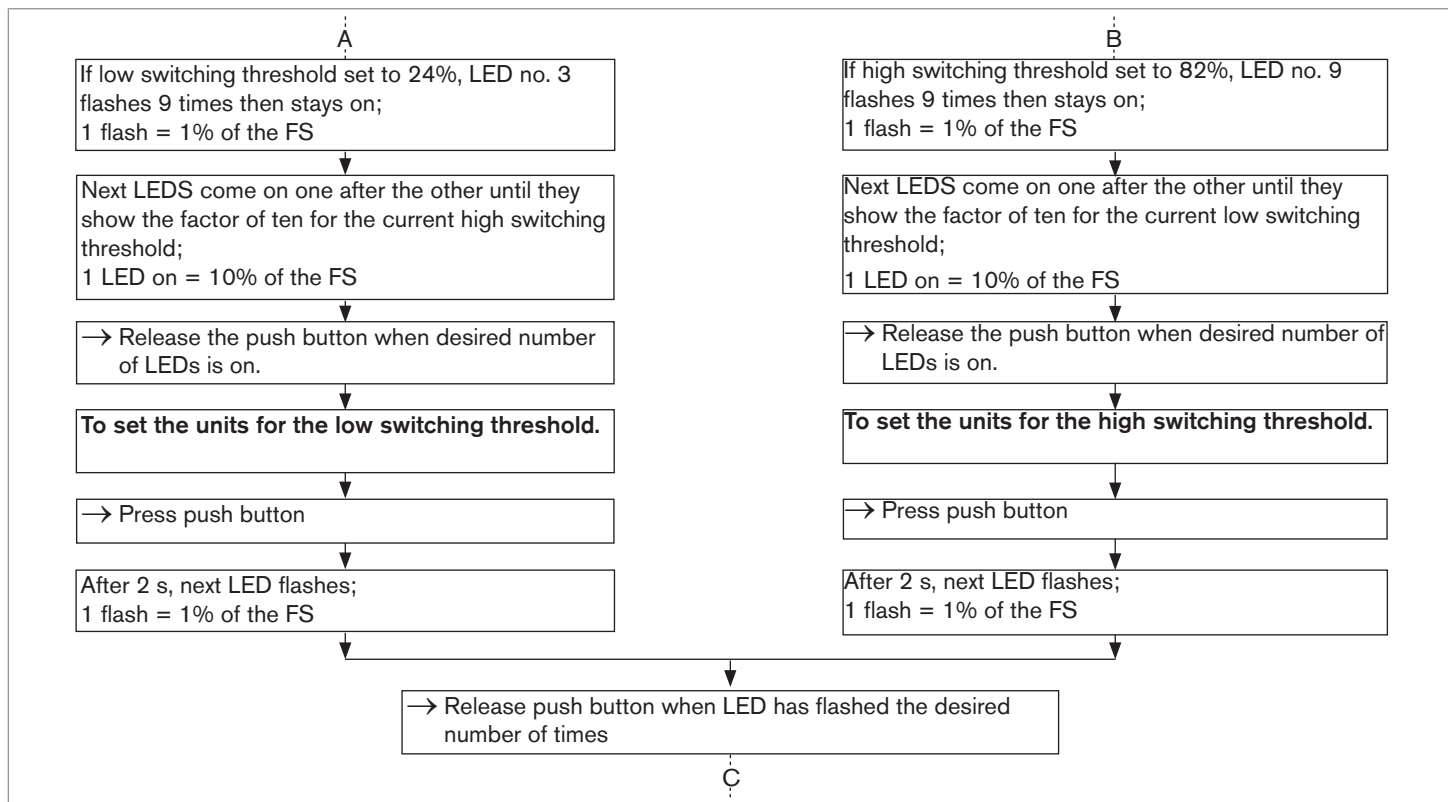 A
If low switching threshold set to 24%, LED no. 3
flashes 9 times then stays on;
1 flash = 1% of the FS
Next LEDS come on one after the other until they
show the factor of ten for the current high switching
threshold;
1 LED on = 10% of the FS
→ Release the push button when desired number
of LEDs is on.
To set the units for the low switching threshold.
→ Press push button
After 2 s, next LED flashes;
1 flash = 1% of the FS
B
If high switching threshold set to 82%, LED no. 9
flashes 9 times then stays on;
1 flash = 1% of the FS
Next LEDS come on one after the other until they
show the factor of ten for the current low switching
threshold;
1 LED on = 10% of the FS
→ Release the push button when desired number of
LEDs is on.
To set the units for the high switching threshold.
→ Press push button
After 2 s, next LED flashes;
1 flash = 1% of the FS
→ Release push button when LED has flashed the desired
number of times
C